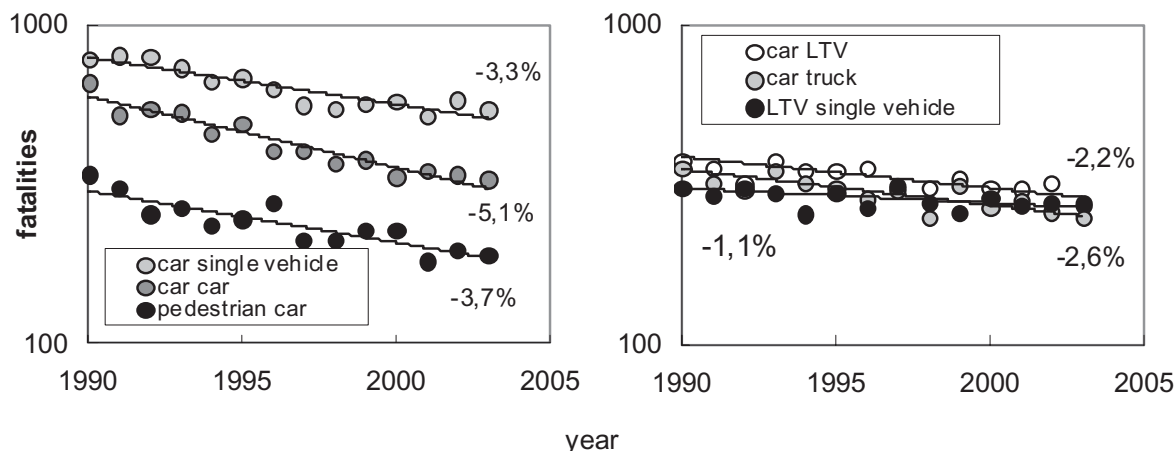 1000
-3,3%
-5,1%
-3,7%
car single vehicle
car car
pedestrian car
100
1990
1995
2000
2005
fatalities
1000
car LTV
car truck
LTV single vehicle
-2,2%
-1,1%
-2,6%
100
1990
1995
2000
2005
year